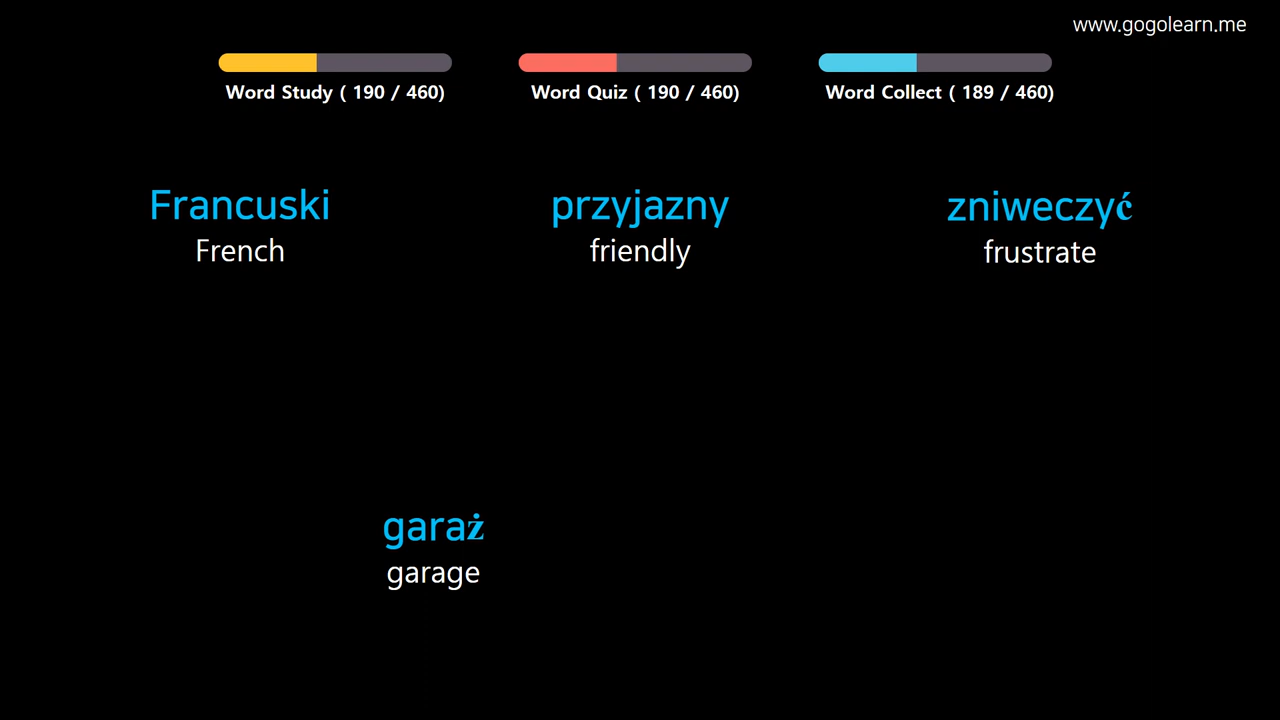 www.gogolearn.me
Word Study ( 190 / 460)
Word Quiz ( 190 / 460)
Word Collect ( 189 / 460)
Francuski
French
przyjazny
friendly
zniweczyć
frustrate
garaż
garage